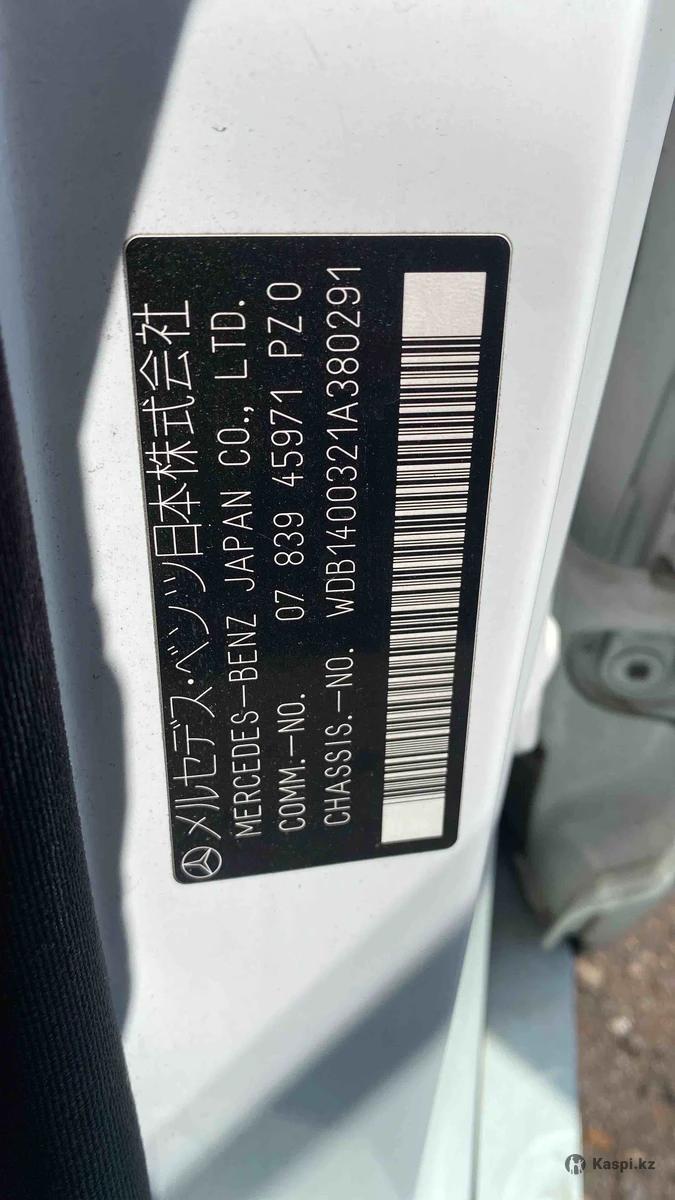 メルセデス・ベンツ日本株式会社
MERCEDES-BENZ JAPAN CO., LTD.
COMM.-NO. 07 839 45971 PZ 0
CHASSIS.-NO. WDB1400321A380291
Kaspi.kz